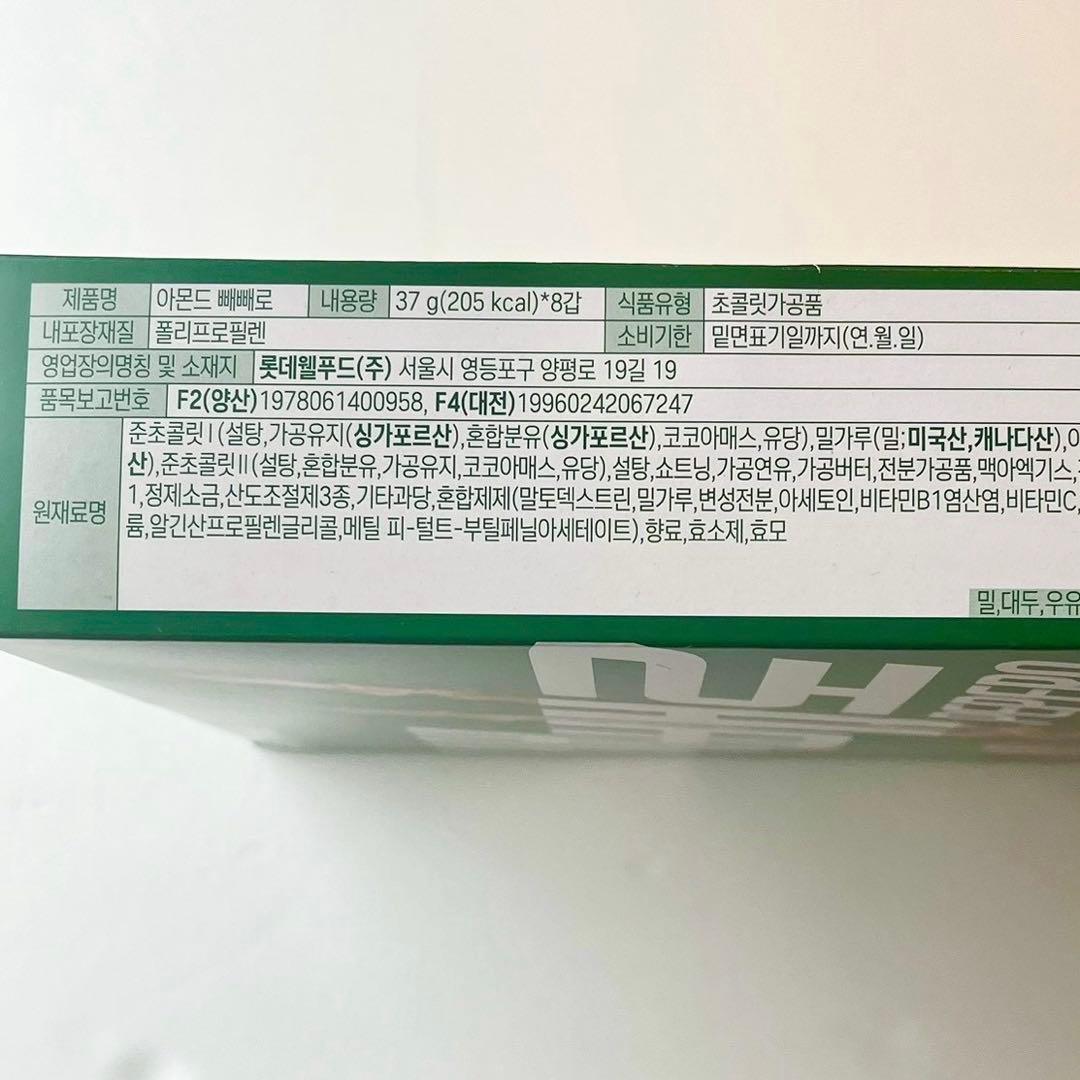 제품명 아몬드 빼빼로 내용량 37 g(205 kcal)*8갑 식품유형 초콜릿가공품
내포장재질 폴리프로필렌 소비기한 밑면표기일까지(연.월.일)
영업장의명칭 및 소재지 롯데웰푸드(주) 서울시 영등포구 양평로 19길 19
품목보고번호 F2(양산)1978061400958, F4(대전)19960242067247
원재료명
준초콜릿Ⅰ(설탕,가공유지(싱가포르산),혼합분유(싱가포르산),코코아매스,유당),밀가루(밀;미국산,캐나다산),
산),준초콜릿Ⅱ(설탕,혼합분유,가공유지,코코아매스,유당),설탕,쇼트닝,가공연유,가공버터,전분가공품,맥아엑기스,
1,정제소금,산도조절제3종,기타과당,혼합제제(말토덱스트린,밀가루,변성전분,아세토인,비타민B1염산염,비타민C,
륨,알긴산프로필렌글리콜,메틸 피-털트-부틸페닐아세테이트),향료,효소제,효모
밀,대두,우유